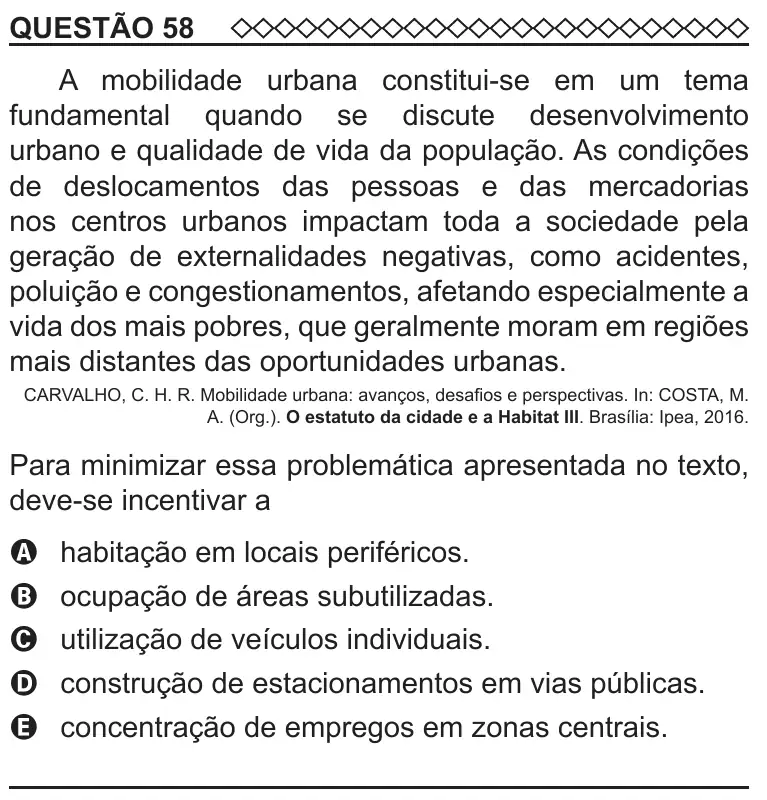 QUESTÃO 58
A mobilidade urbana constitui-se em um tema
fundamental quando se discute desenvolvimento
urbano e qualidade de vida da população. As condições
de deslocamentos das pessoas e das mercadorias
nos centros urbanos impactam toda a sociedade pela
geração de externalidades negativas, como acidentes,
poluição e congestionamentos, afetando especialmente a
vida dos mais pobres, que geralmente moram em regiões
mais distantes das oportunidades urbanas.
CARVALHO, C. H. R. Mobilidade urbana: avanços, desafios e perspectivas. In: COSTA, M.
A. (Org.). O estatuto da cidade e a Habitat III. Brasília: Ipea, 2016.
Para minimizar essa problemática apresentada no texto,
deve-se incentivar a
A habitação em locais periféricos.
B ocupação de áreas subutilizadas.
C utilização de veículos individuais.
D construção de estacionamentos em vias públicas.
E concentração de empregos em zonas centrais.